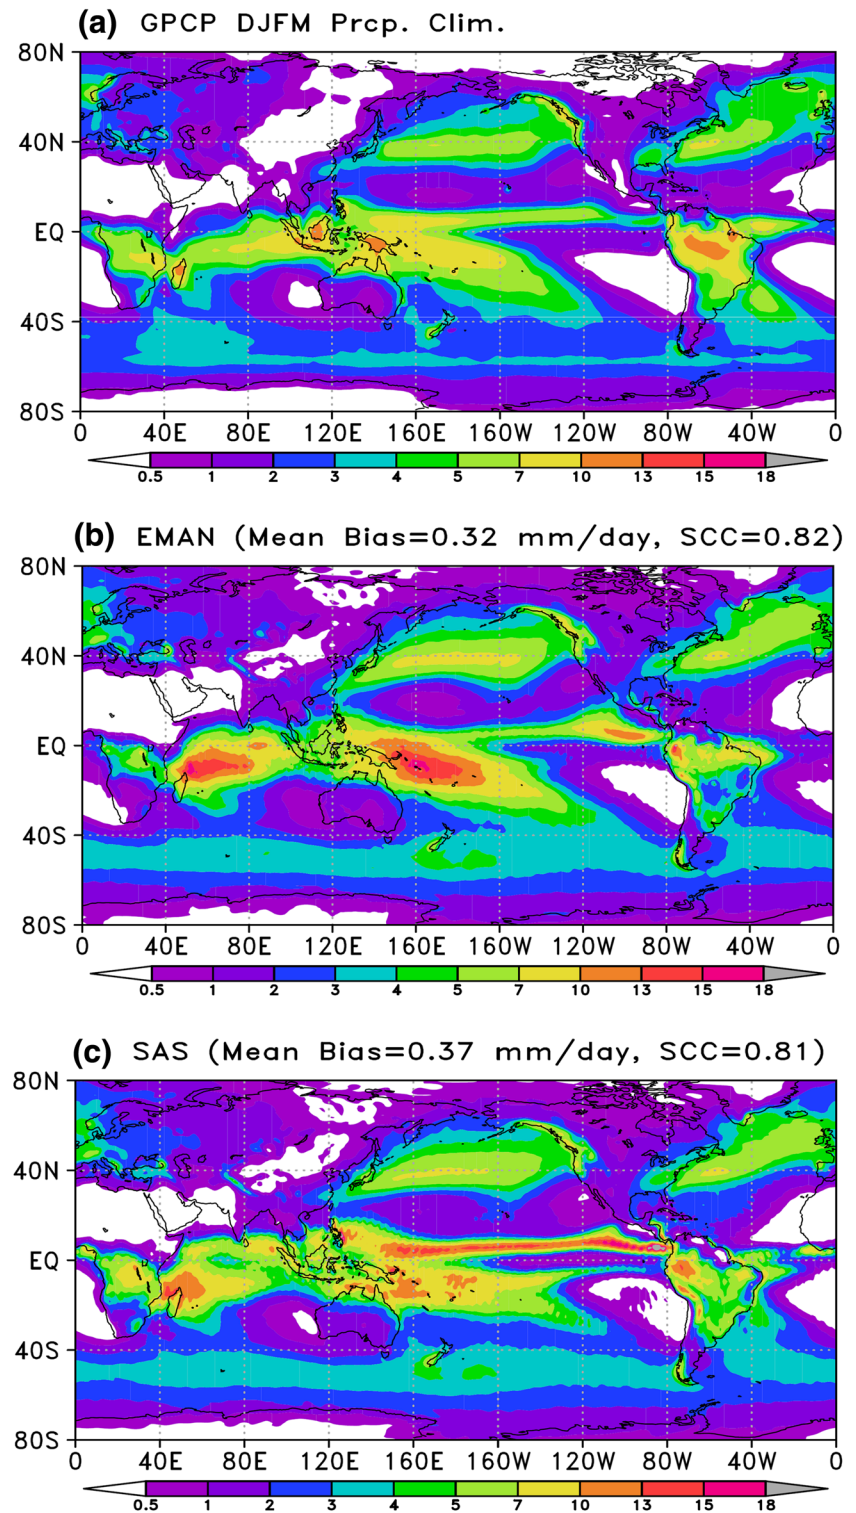 (a) GPCP DJFM Prcp. Clim.
80N
40N
EQ
40S
80S
0 40E 80E 120E 160E 160W 120W 80W 40W 0
0.5 1 2 3 4 5 7 10 13 15 18
(b) EMAN (Mean Bias=0.32 mm/day, SCC=0.82)
80N
40N
EQ
40S
80S
0 40E 80E 120E 160E 160W 120W 80W 40W 0
0.5 1 2 3 4 5 7 10 13 15 18
(c) SAS (Mean Bias=0.37 mm/day, SCC=0.81)
80N
40N
EQ
40S
80S
0 40E 80E 120E 160E 160W 120W 80W 40W 0
0.5 1 2 3 4 5 7 10 13 15 18